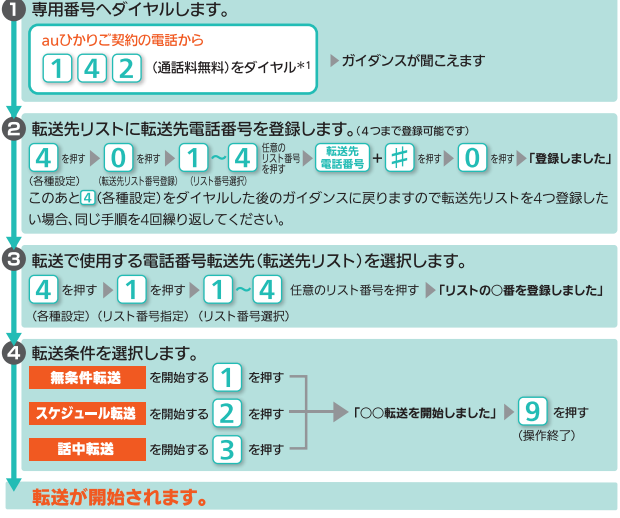 1 専用番号へダイヤルします。
auひかりご契約の電話から
1 4 2 (通話料無料)をダイヤル*1 ▶ガイダンスが聞こえます
2 転送先リストに転送先電話番号を登録します。(4つまで登録可能です)
4 を押す ▶ 0 を押す ▶ 1 〜 4 任意のリスト番号を押す ▶ 転送先電話番号 + # を押す ▶ 0 を押す ▶「登録しました」
(各種設定) (転送先リスト番号登録) (リスト番号選択)
このあと4(各種設定)をダイヤルした後のガイダンスに戻りますので転送先リストを4つ登録した
い場合、同じ手順を4回繰り返してください。
3 転送で使用する電話番号転送先(転送先リスト)を選択します。
4 を押す ▶ 1 を押す ▶ 1 〜 4 任意のリスト番号を押す ▶「リストの○番を登録しました」
(各種設定) (リスト番号指定) (リスト番号選択)
4 転送条件を選択します。
無条件転送 を開始する 1 を押す
スケジュール転送 を開始する 2 を押す ▶「○○転送を開始しました」▶ 9 を押す
(操作終了)
話中転送 を開始する 3 を押す
転送が開始されます。